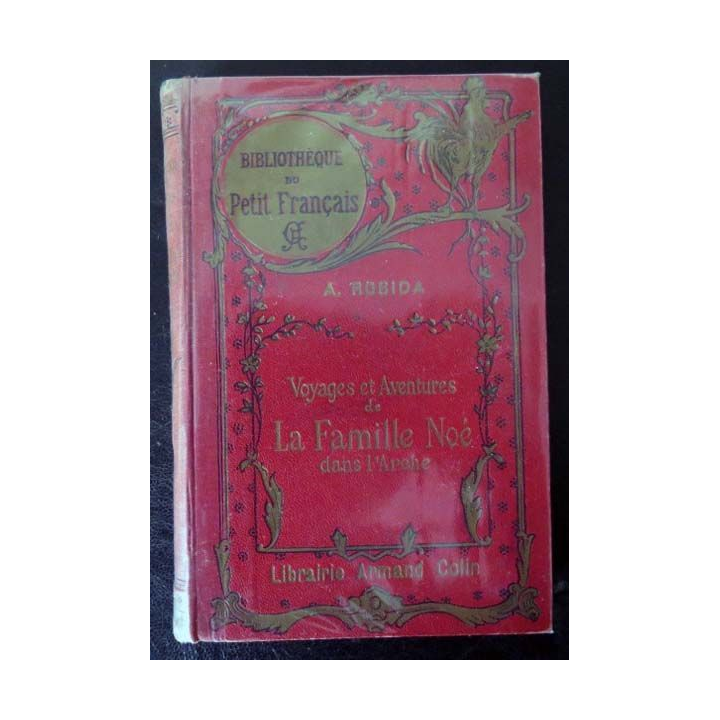 BIBLIOTHÈQUE
DU
Petit Français
A. ROBIDA
Voyages et Aventures
de
La Famille Noé
dans l'Arche
Librairie Armand Colin